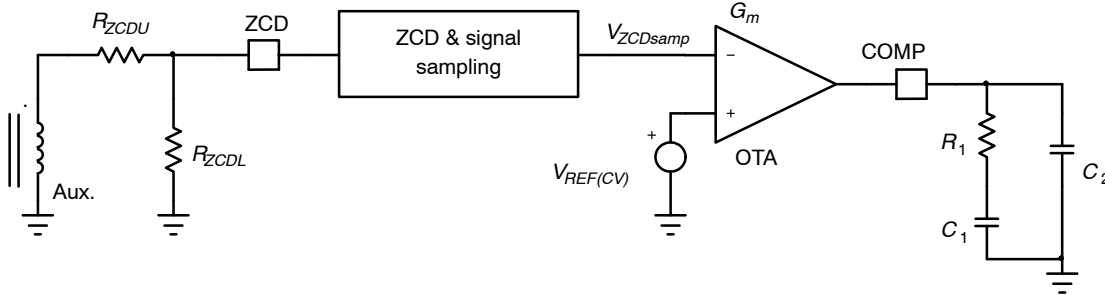 R_ZCDU
ZCD
ZCD & signal
sampling
V_ZCDsamp
G_m
COMP
−
+
OTA
+
V_REF(CV)
R_ZCDL
Aux.
R_1
C_1
C_2